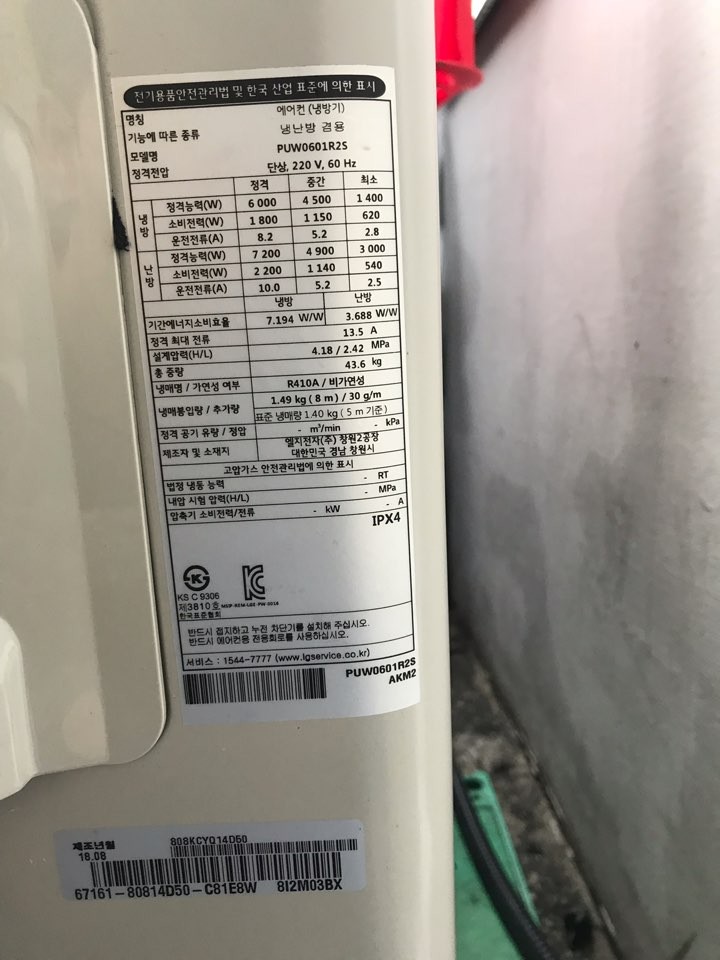 전기용품안전관리법 및 한국 산업 표준에 의한 표시
명칭 에어컨 (냉방기)
기능에 따른 종류 냉난방 겸용
모델명 PUW0601R2S
정격전압 단상, 220 V, 60 Hz
정격 중간 최소
냉방
정격능력(W) 6 000 4 500 1 400
소비전력(W) 1 800 1 150 620
운전전류(A) 8.2 5.2 2.8
난방
정격능력(W) 7 200 4 900 3 000
소비전력(W) 2 200 1 140 540
운전전류(A) 10.0 5.2 2.5
냉방 난방
기간에너지소비효율 7.194 W/W 3.688 W/W
정격 최대 전류 13.5 A
설계압력(H/L) 4.18 / 2.42 MPa
총 중량 43.6 kg
냉매명 / 가연성 여부 R410A / 비가연성
냉매봉입량 / 추가량 1.49 kg ( 8 m ) / 30 g/m
표준 냉매량 1.40 kg ( 5 m 기준 )
정격 공기 유량 / 정압 - m³/min - kPa
제조자 및 소재지 엘지전자(주) 창원2공장
대한민국 경남 창원시
고압가스 안전관리법에 의한 표시
법정 냉동 능력 - RT
내압 시험 압력(H/L) - MPa
압축기 소비전력/전류 - kW - A
IPX4
KS C 9306
제3810호
한국표준협회
반드시 접지하고 누전 차단기를 설치해 주십시오.
반드시 에어컨용 전용회로를 사용하십시오.
서비스 : 1544-7777 (www.lgservice.co.kr)
PUW0601R2S
AKM2
제조년월
18.08
808KCYQ14D50
67161-80814D50-C81E8W 8I2M03BX